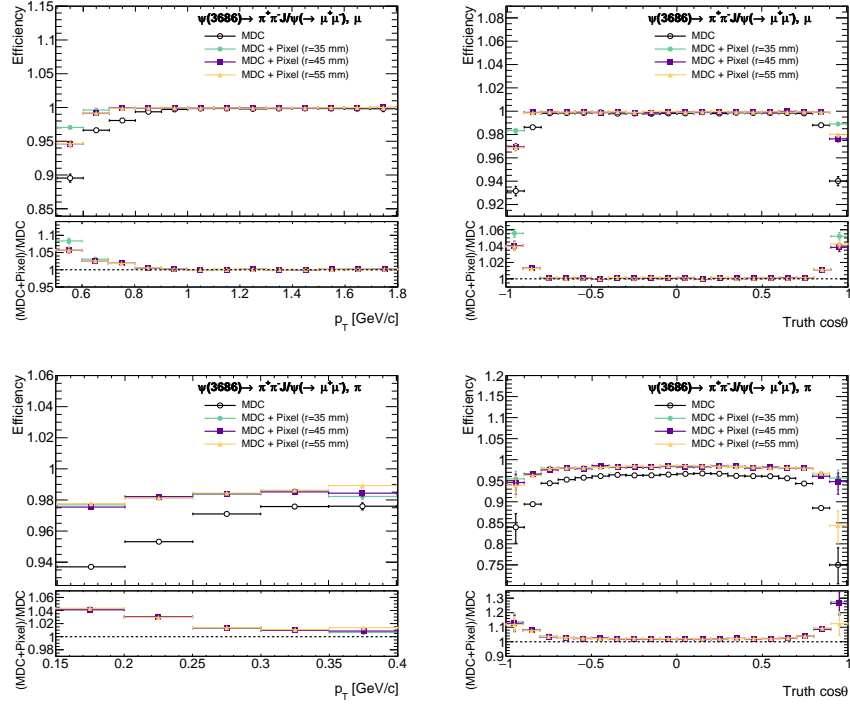 ψ(3686)→ π⁺π⁻J/ψ(→ μ⁺μ⁻), μ
MDC
MDC + Pixel (r=35 mm)
MDC + Pixel (r=45 mm)
MDC + Pixel (r=55 mm)
Efficiency
1.15
1.1
1.05
1
0.95
0.9
0.85
(MDC+Pixel)/MDC
1.1
1.05
1
0.95
0.6 0.8 1 1.2 1.4 1.6 1.8
p_T [GeV/c]
ψ(3686)→ π⁺π⁻J/ψ(→ μ⁺μ⁻), μ
MDC
MDC + Pixel (r=35 mm)
MDC + Pixel (r=45 mm)
MDC + Pixel (r=55 mm)
Efficiency
1.08
1.06
1.04
1.02
1
0.98
0.96
0.94
0.92
(MDC+Pixel)/MDC
1.06
1.04
1.02
1
−1 −0.5 0 0.5 1
Truth cosθ
ψ(3686)→ π⁺π⁻J/ψ(→ μ⁺μ⁻), π
MDC
MDC + Pixel (r=35 mm)
MDC + Pixel (r=45 mm)
MDC + Pixel (r=55 mm)
Efficiency
1.06
1.04
1.02
1
0.98
0.96
0.94
(MDC+Pixel)/MDC
1.06
1.04
1.02
1
0.15 0.2 0.25 0.3 0.35 0.4
p_T [GeV/c]
ψ(3686)→ π⁺π⁻J/ψ(→ μ⁺μ⁻), π
MDC
MDC + Pixel (r=35 mm)
MDC + Pixel (r=45 mm)
MDC + Pixel (r=55 mm)
Efficiency
1.2
1.15
1.1
1.05
1
0.95
0.9
0.85
0.8
0.75
(MDC+Pixel)/MDC
1.3
1.2
1.1
1
0.9
−1 −0.5 0 0.5 1
Truth cosθ